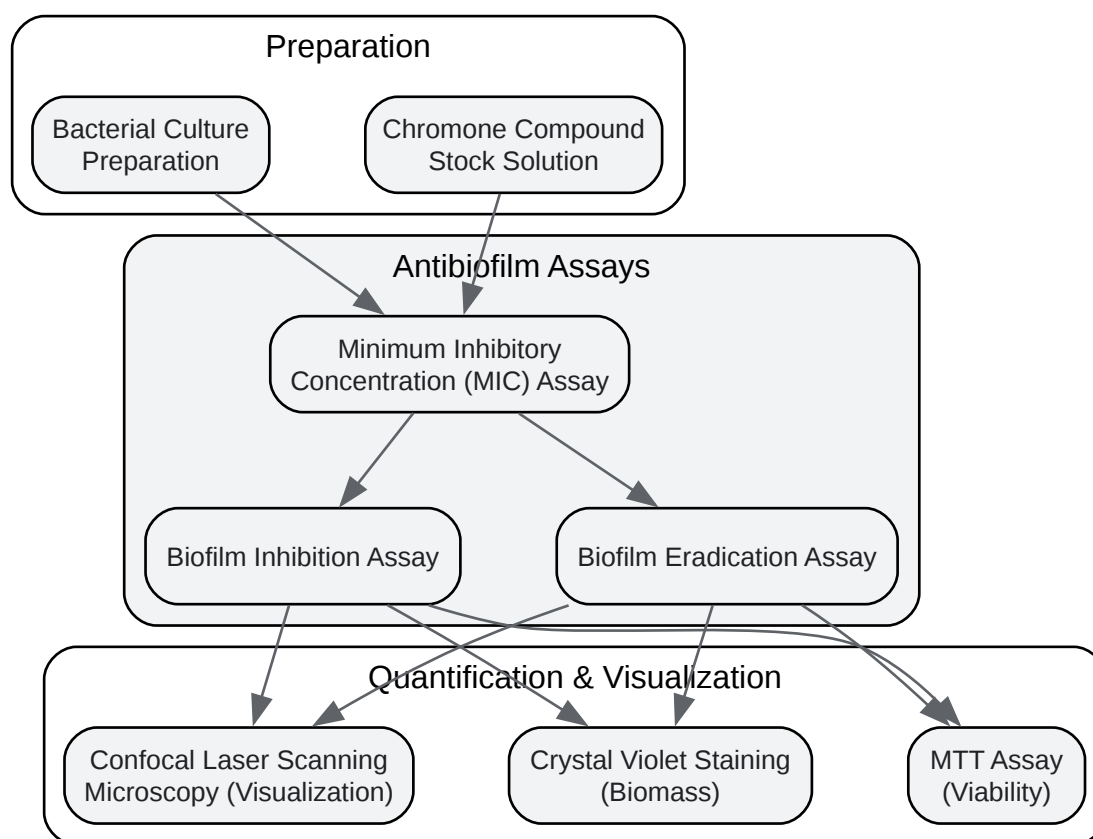 Preparation
Bacterial Culture
Preparation
Chromone Compound
Stock Solution
Antibiofilm Assays
Minimum Inhibitory
Concentration (MIC) Assay
Biofilm Inhibition Assay
Biofilm Eradication Assay
Quantification & Visualization
Confocal Laser Scanning
Microscopy (Visualization)
Crystal Violet Staining
(Biomass)
MTT Assay
(Viability)